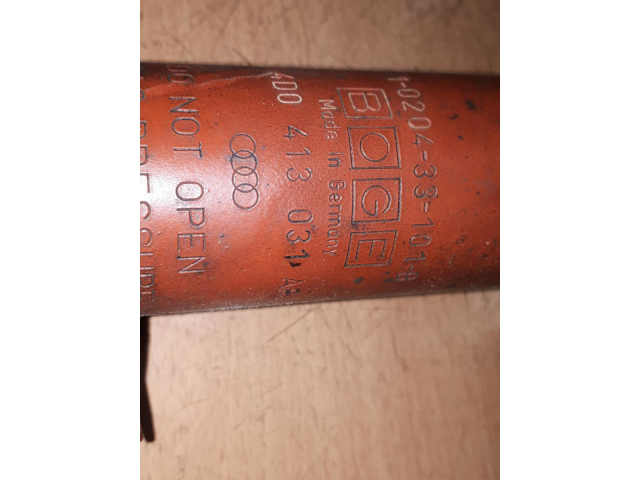 1-0204-33-101-0
BOGE
Made in Germany
4D0 413 031
DO NOT OPEN